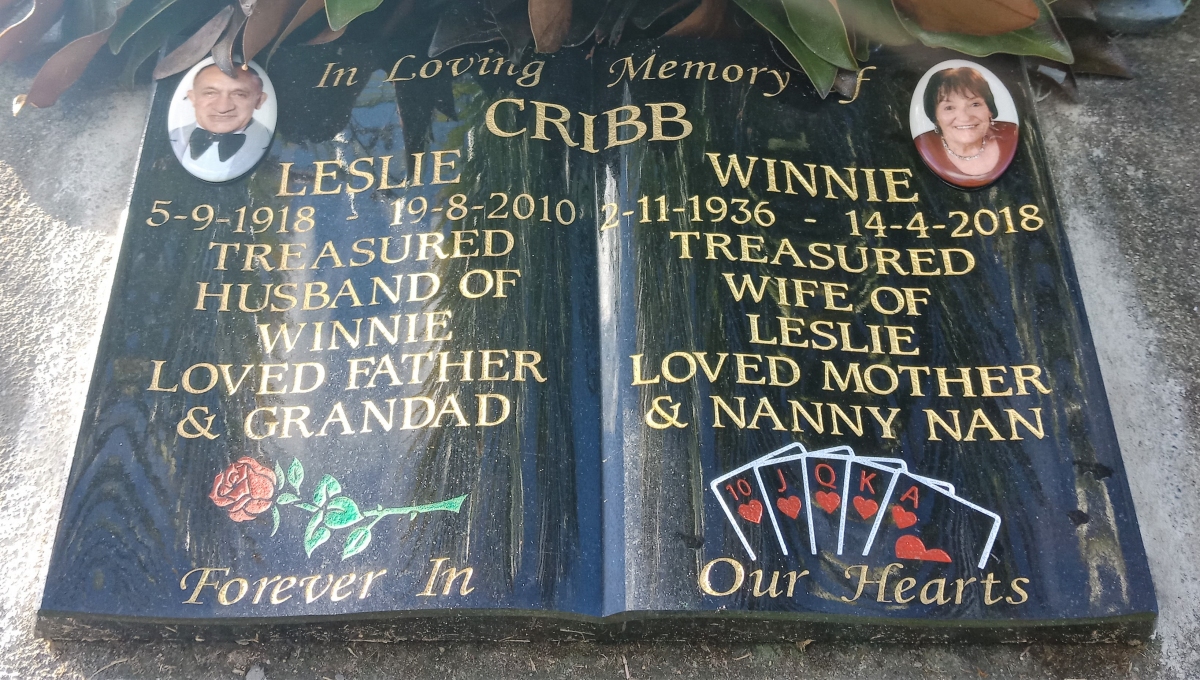 In Loving Memory of
CRIBB
LESLIE
5-9-1918 - 19-8-2010
TREASURED
HUSBAND OF
WINNIE
LOVED FATHER
& GRANDAD
Forever In
WINNIE
2-11-1936 - 14-4-2018
TREASURED
WIFE OF
LESLIE
LOVED MOTHER
& NANNY NAN
10 J Q K A
Our Hearts